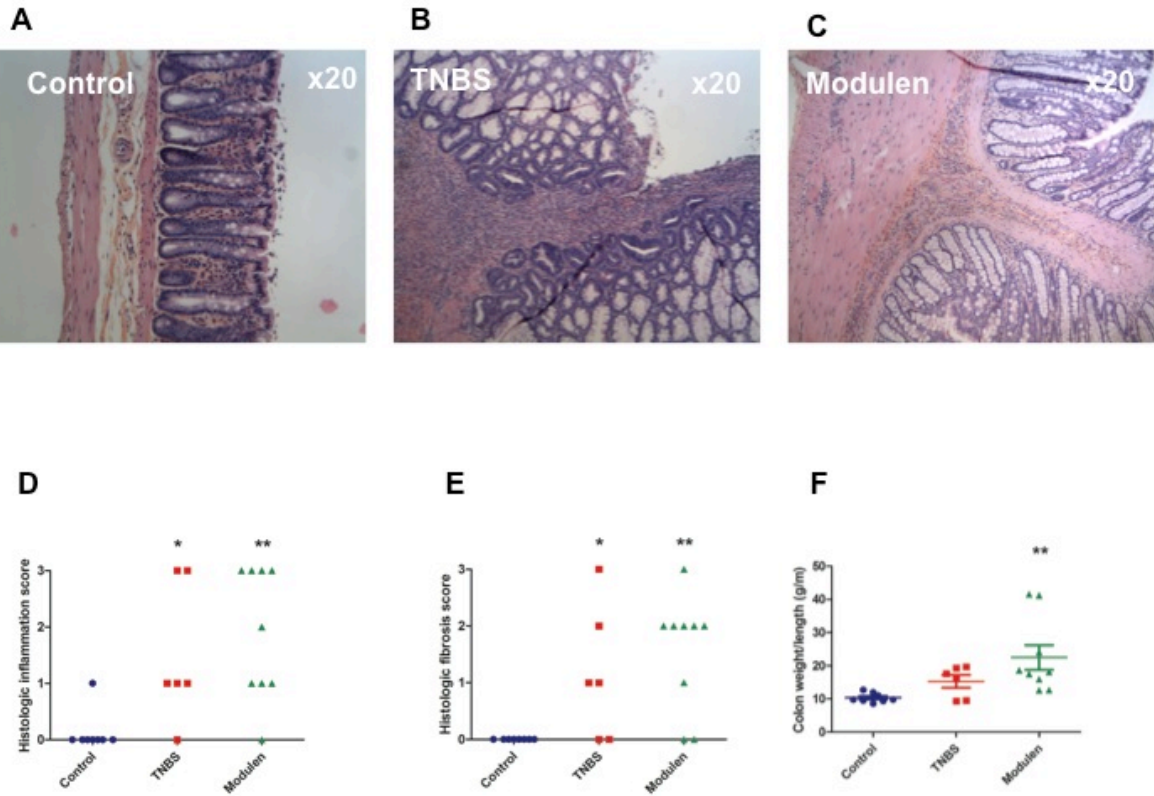 A
B
C
Control
x20
TNBS
x20
Modulen
x20
D
E
F
*
**
*
**
**
Histologic inflammation score
3
2
1
0
Control
TNBS
Modulen
Histologic fibrosis score
3
2
1
0
Control
TNBS
Modulen
Colon weight/length (g/m)
50
40
30
20
10
0
Control
TNBS
Modulen